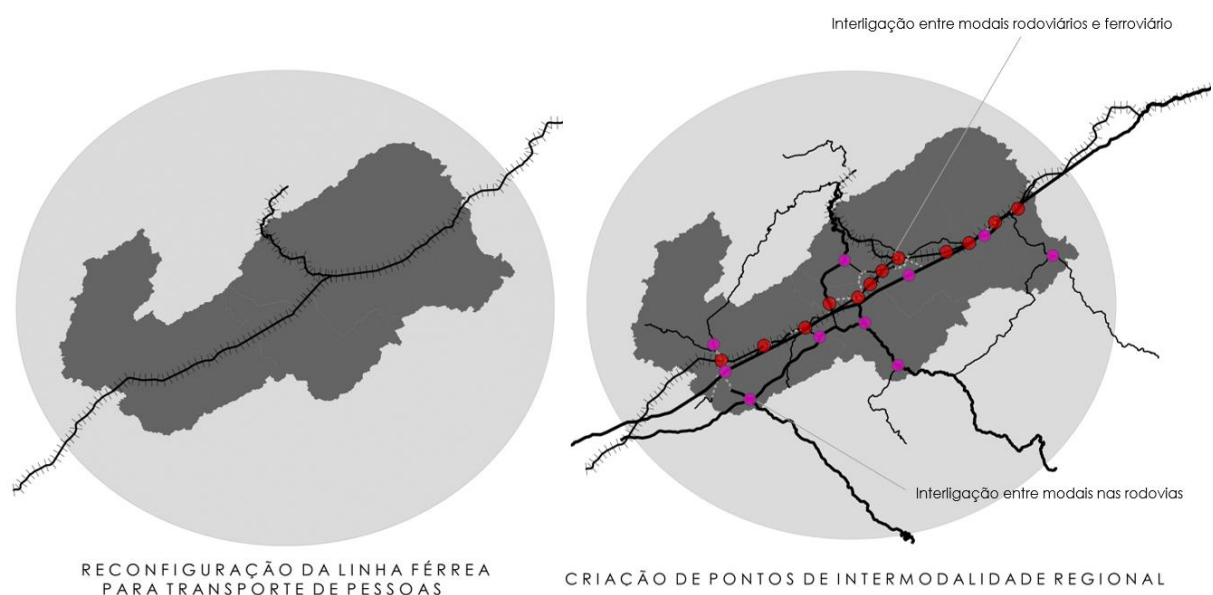 Interligação entre modais rodoviários e ferroviário
Interligação entre modais nas rodovias
RECONFIGURAÇÃO DA LINHA FÉRREA
PARA TRANSPORTE DE PESSOAS
CRIAÇÃO DE PONTOS DE INTERMODALIDADE REGIONAL